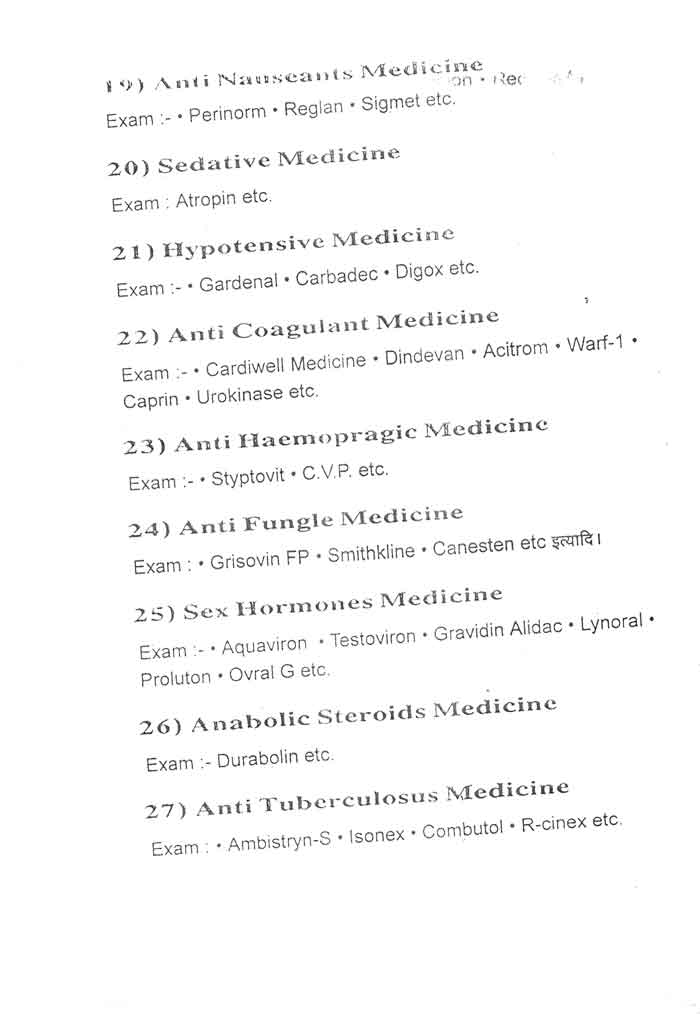 19) Anti Nauseants Medicine
Exam :- • Perinorm • Reglan • Sigmet etc.
20) Sedative Medicine
Exam : Atropin etc.
21) Hypotensive Medicine
Exam :- • Gardenal • Carbadec • Digox etc.
22) Anti Coagulant Medicine
Exam :- • Cardiwell Medicine • Dindevan • Acitrom • Warf-1 •
Caprin • Urokinase etc.
23) Anti Haemopragic Medicine
Exam :- • Styptovit • C.V.P. etc.
24) Anti Fungle Medicine
Exam : • Grisovin FP • Smithkline • Canesten etc इत्यादि।
25) Sex Hormones Medicine
Exam :- • Aquaviron • Testoviron • Gravidin Alidac • Lynoral •
Proluton • Ovral G etc.
26) Anabolic Steroids Medicine
Exam :- Durabolin etc.
27) Anti Tuberculosus Medicine
Exam : • Ambistryn-S • Isonex • Combutol • R-cinex etc.